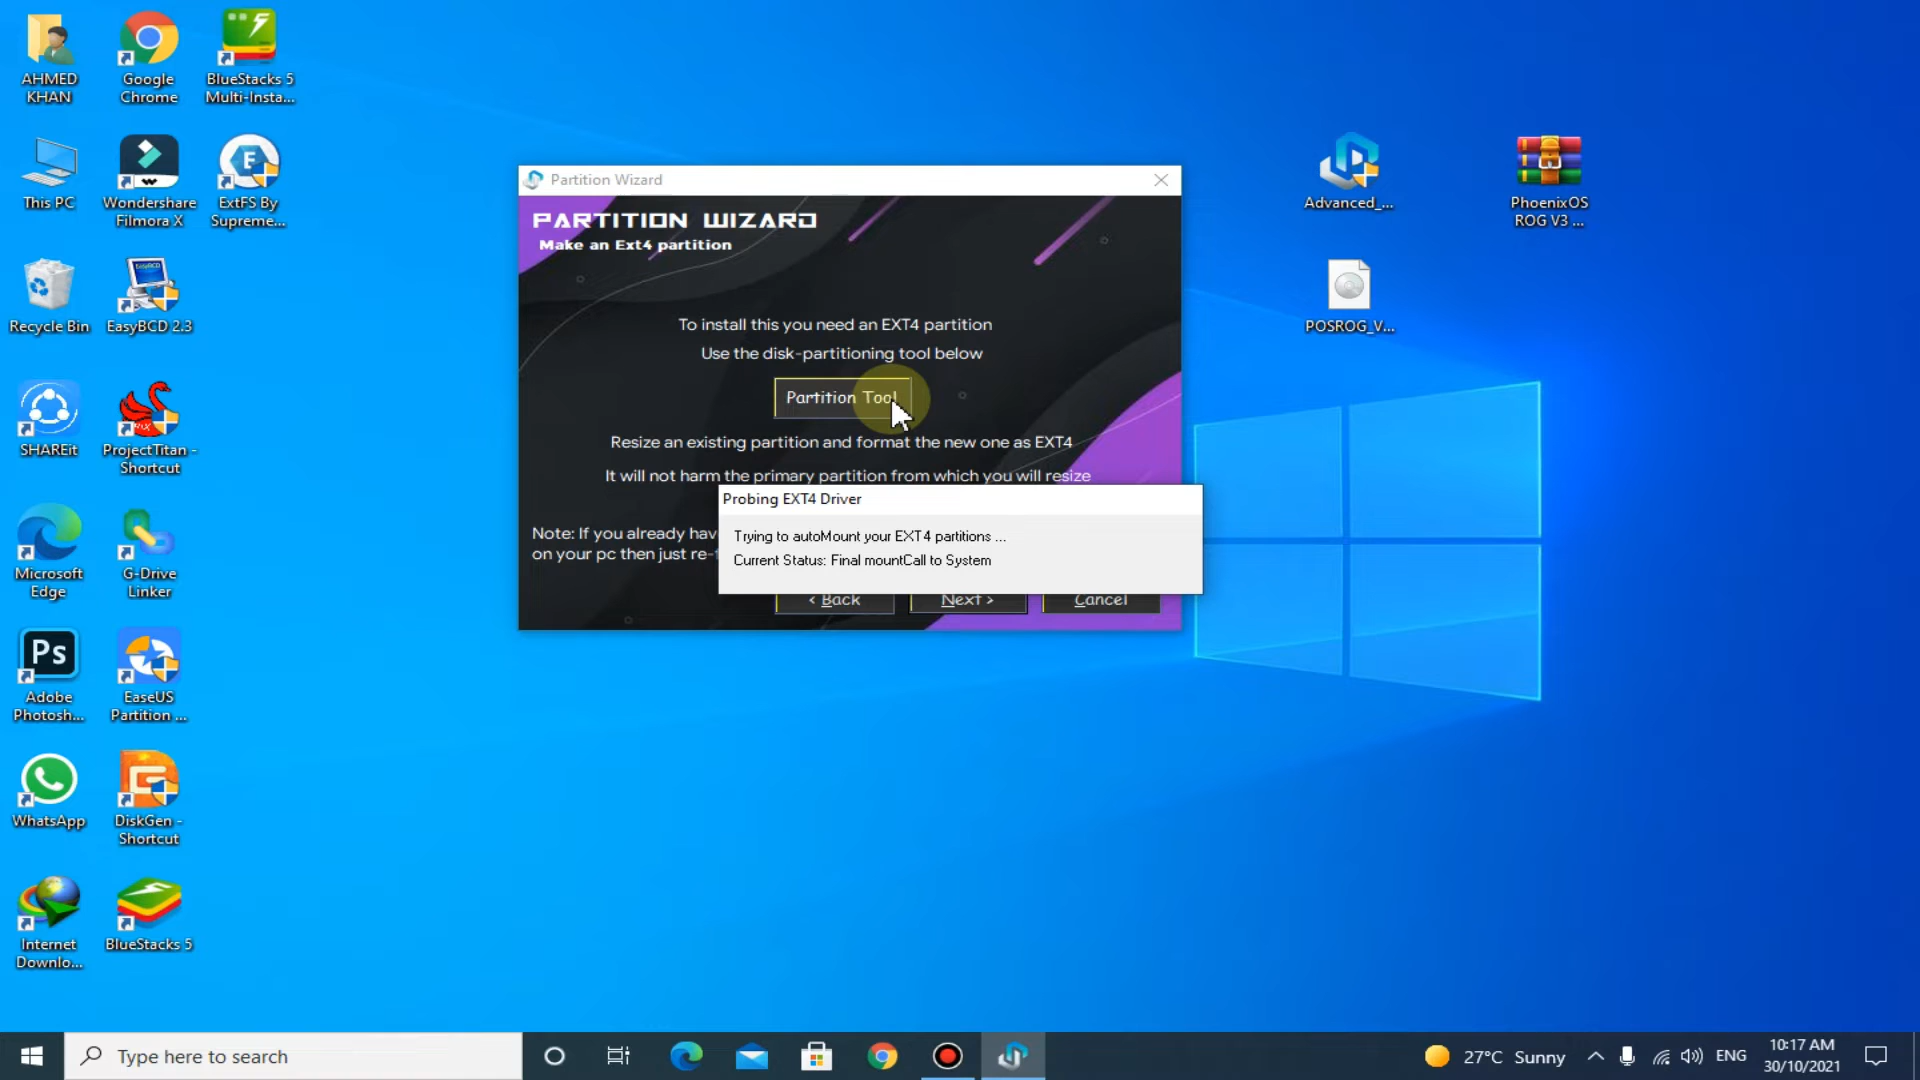 AHMED
KHAN
Google
Chrome
BlueStacks 5
Multi-Insta...
This PC
Wondershare
Filmora X
ExtFS By
Supreme...
Recycle Bin
EasyBCD 2.3
SHAREit
ProjectTitan -
Shortcut
Microsoft
Edge
G-Drive
Linker
Ps
Adobe
Photosh...
EaseUS
Partition ...
WhatsApp
DiskGen -
Shortcut
Internet
Downlo...
BlueStacks 5
Partition Wizard
PARTITION WIZARD
Make an Ext4 partition
To install this you need an EXT4 partition
Use the disk-partitioning tool below
Partition Tool
Resize an existing partition and format the new one as EXT4
It will not harm the primary partition from which you will resize
Note: If you already hav
on your pc then just re-
Probing EXT4 Driver
Trying to autoMount your EXT4 partitions ...
Current Status: Final mountCall to System
< Back
Next >
Cancel
Advanced_...
PhoenixOS
ROG V3 ...
POSROG_V...
Type here to search
27°C Sunny
ENG
10:17 AM
30/10/2021